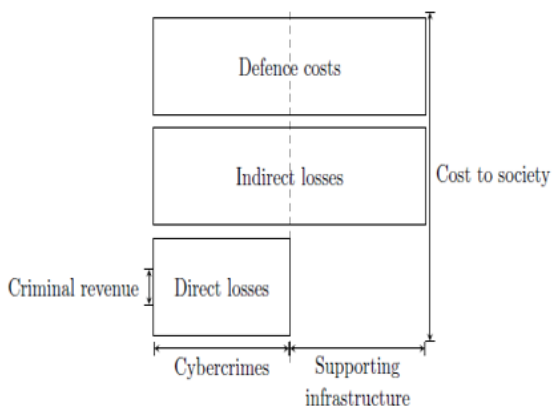 Defence costs
Indirect losses
Cost to society
Criminal revenue
Direct losses
Cybercrimes
Supporting
infrastructure